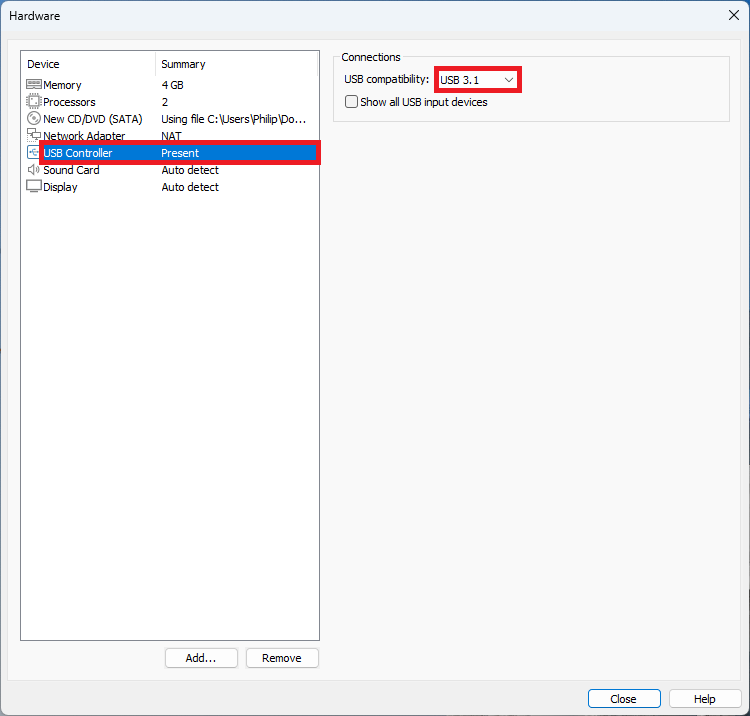 Hardware
Device Summary
Memory 4 GB
Processors 2
New CD/DVD (SATA) Using file C:\Users\Philip\Do...
Network Adapter NAT
USB Controller Present
Sound Card Auto detect
Display Auto detect
Add... Remove
Connections
USB compatibility: USB 3.1
Show all USB input devices
Close Help